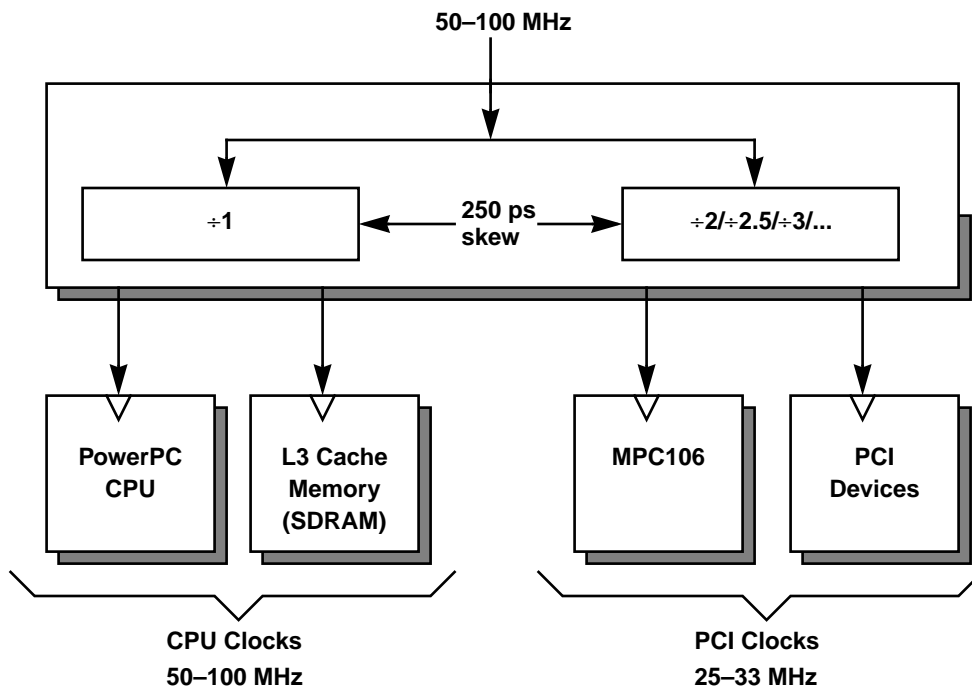 50–100 MHz
÷1
250 ps
skew
÷2/÷2.5/÷3/...
PowerPC
CPU
L3 Cache
Memory
(SDRAM)
MPC106
PCI
Devices
CPU Clocks
50–100 MHz
PCI Clocks
25–33 MHz